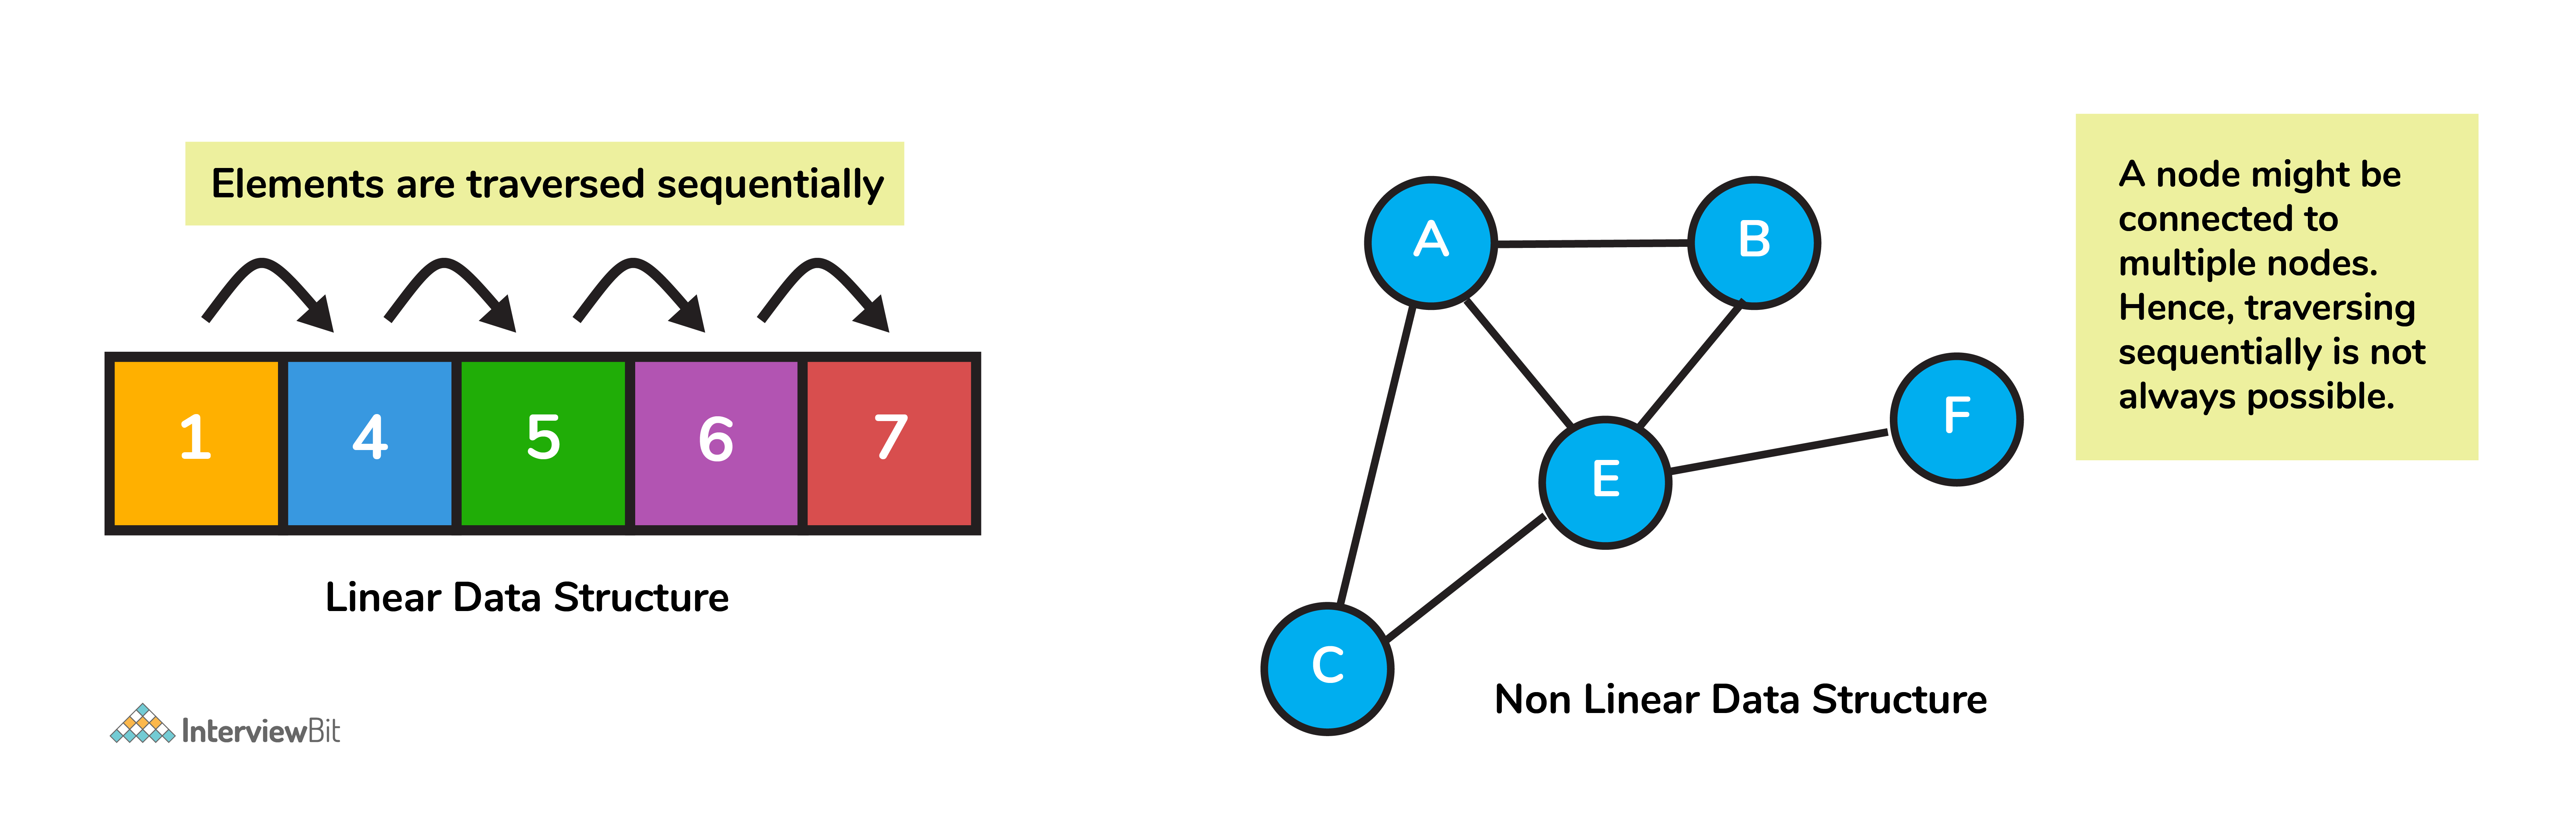 Elements are traversed sequentially
1 4 5 6 7
Linear Data Structure
InterviewBit
A B
E F
C
Non Linear Data Structure
A node might be
connected to
multiple nodes.
Hence, traversing
sequentially is not
always possible.